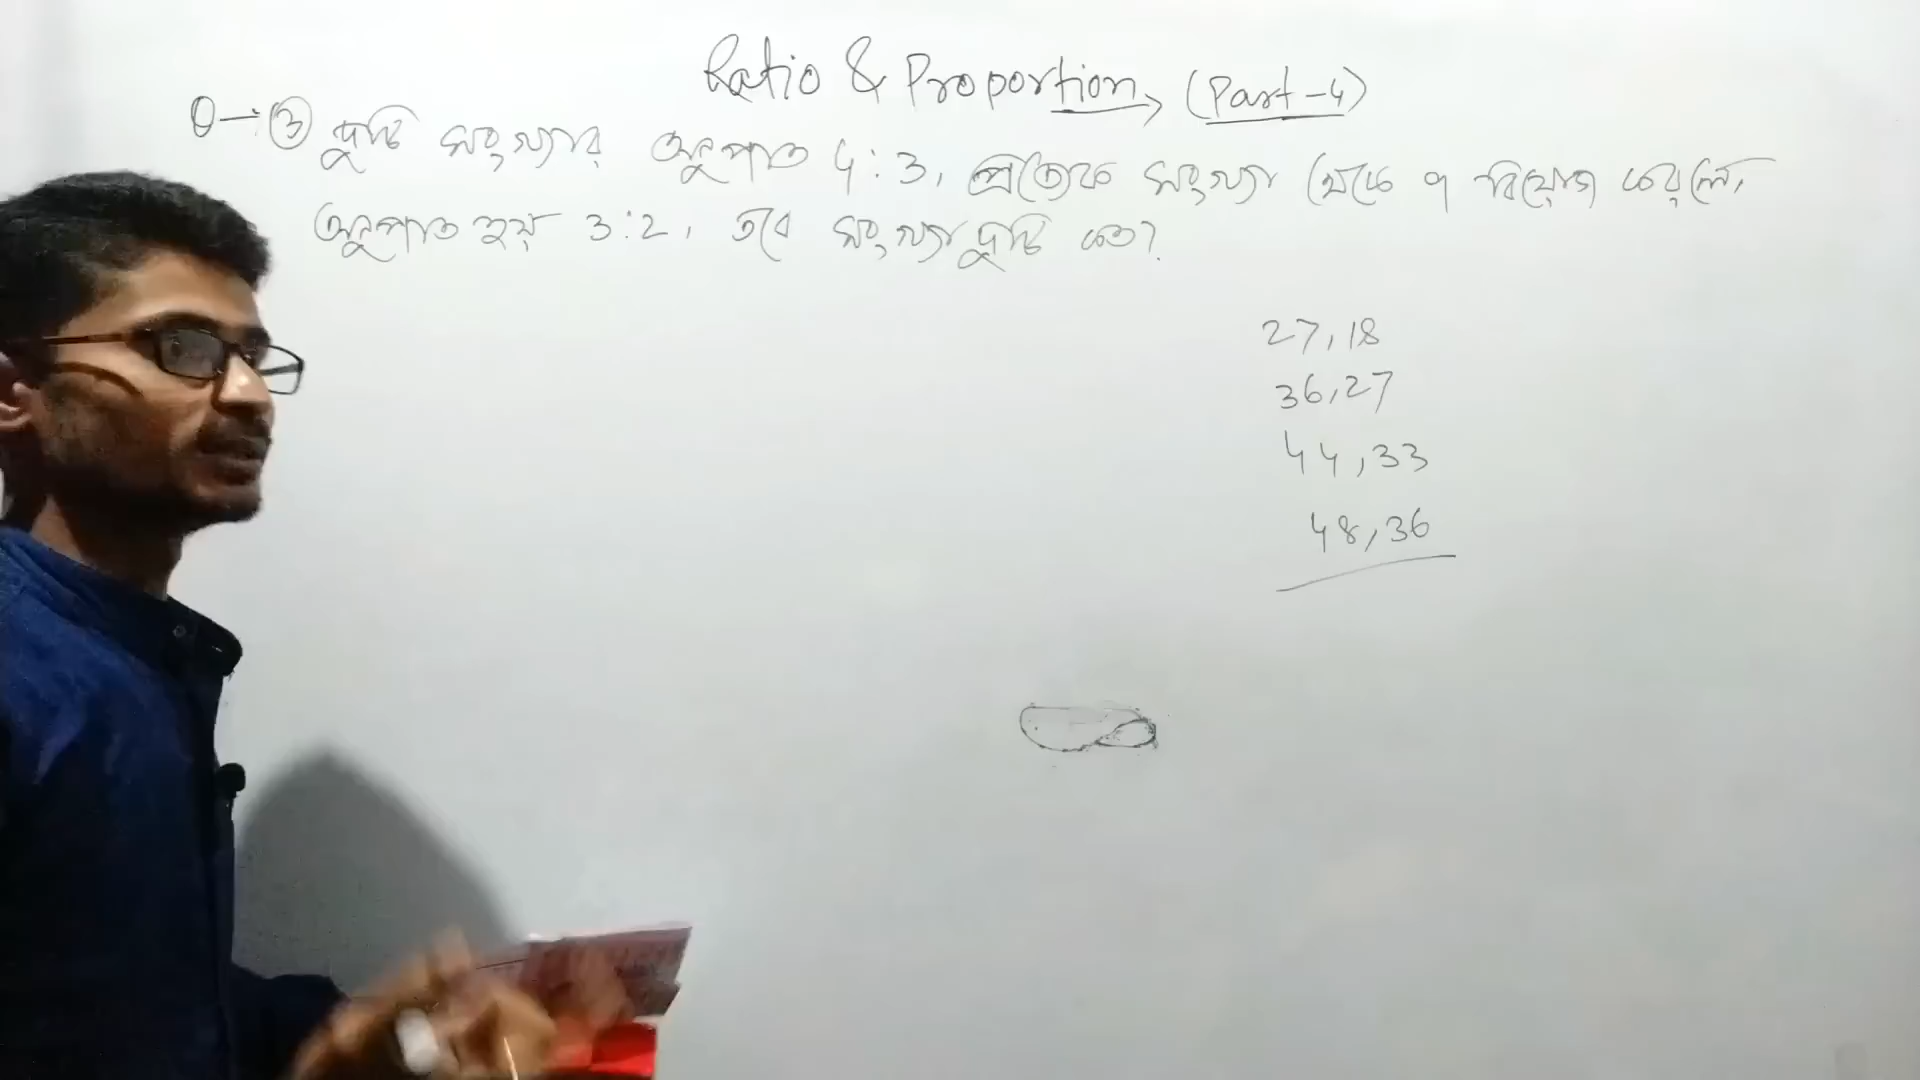 Ratio & Proportion, (Part-4)
Q→③ দুটি সংখ্যার অনুপাত 4:3, প্রত্যেক সংখ্যা থেকে ৭ বিয়োগ করলে,
অনুপাত হয় 3:2, তবে সংখ্যা দুটি কত?
27,18
36,27
44,33
48,36